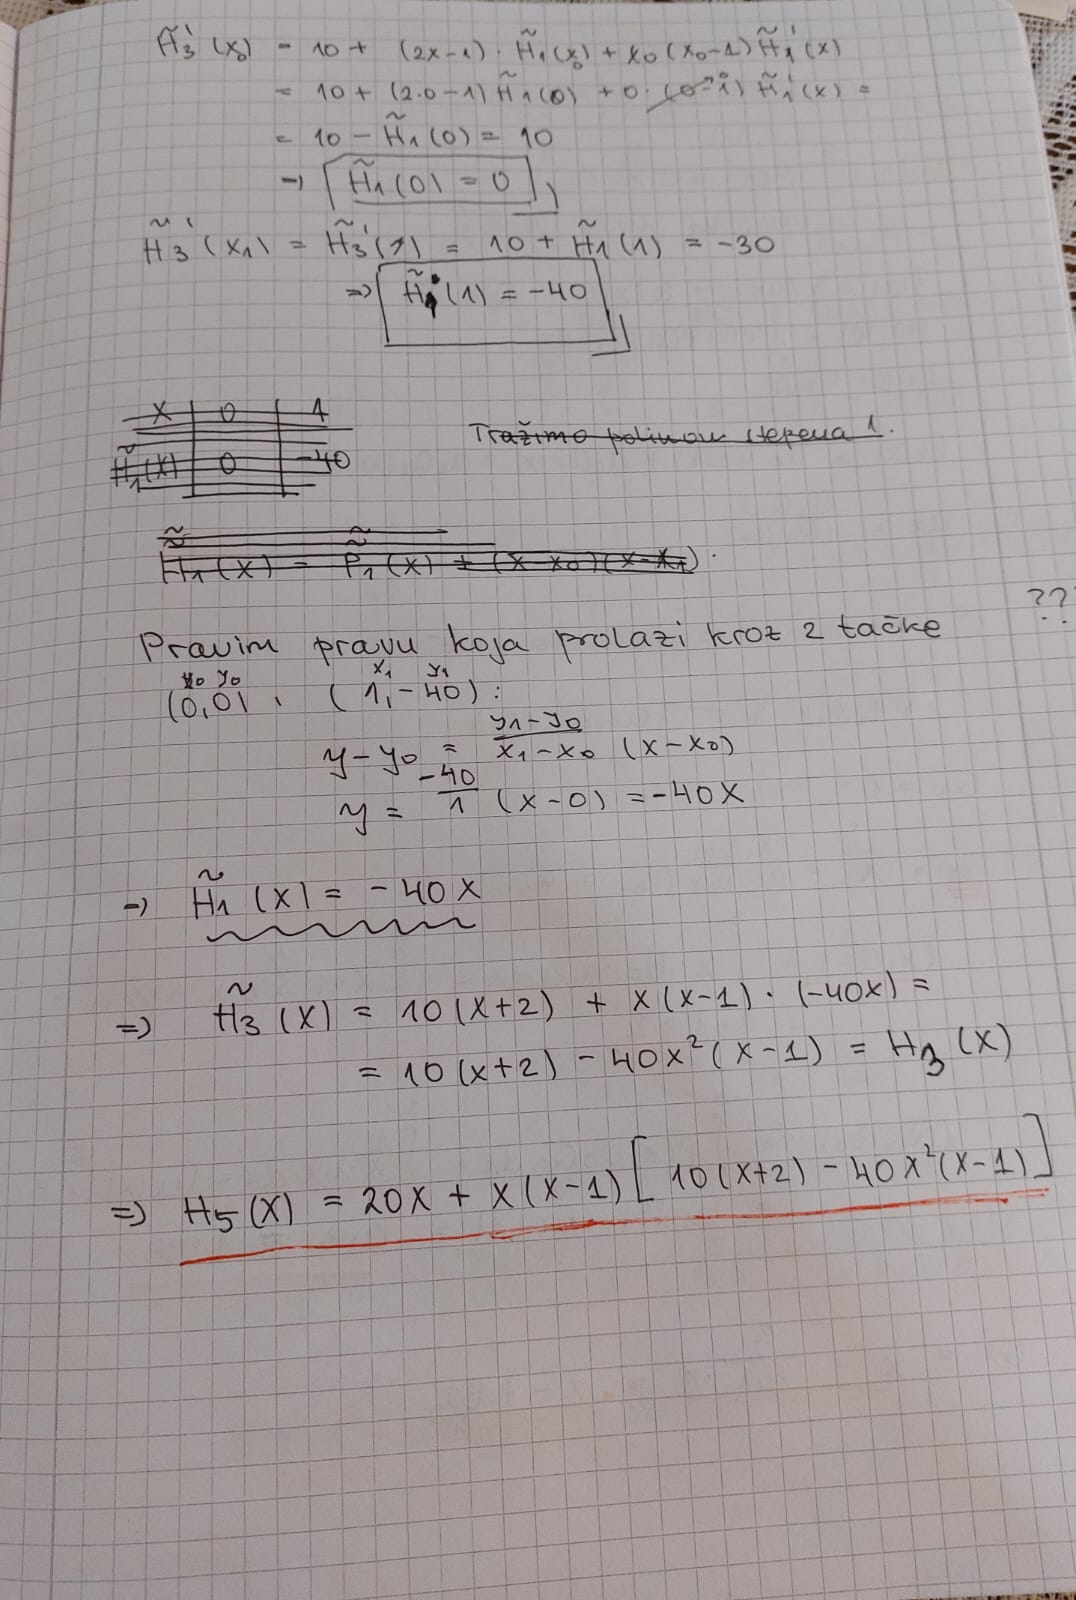 H̃₃'(x₀) = 10 + (2x-1) · H̃₁(x₀) + x₀(x₀-1) H̃₁'(x)
= 10 + (2·0-1) H̃₁(0) + 0·(0-1) H̃₁'(x) =
= 10 - H̃₁(0) = 10
→ H̃₁(0) = 0
H̃₃'(x₁) = H̃₃'(1) = 10 + H̃₁(1) = -30
⇒ H̃₁(1) = -40
x 0 1
H̃₁(x) 0 -40
Tražimo polinom stepena 1.
H̃₁(x) = P̃₁(x) + (x-x₀)(x-x₁).
??
Pravim pravu koja prolazi kroz 2 tačke
x₀ y₀ x₁ y₁
(0,0), (1,-40):
y-y₀ = \frac{y₁-y₀}{x₁-x₀} (x-x₀)
y = \frac{-40}{1} (x-0) = -40x
→ H̃₁(x) = -40x
⇒ H̃₃(x) = 10(x+2) + x(x-1)·(-40x) =
= 10(x+2) - 40x²(x-1) = H₃(x)
⇒ H₅(x) = 20x + x(x-1)[10(x+2) - 40x²(x-1)]